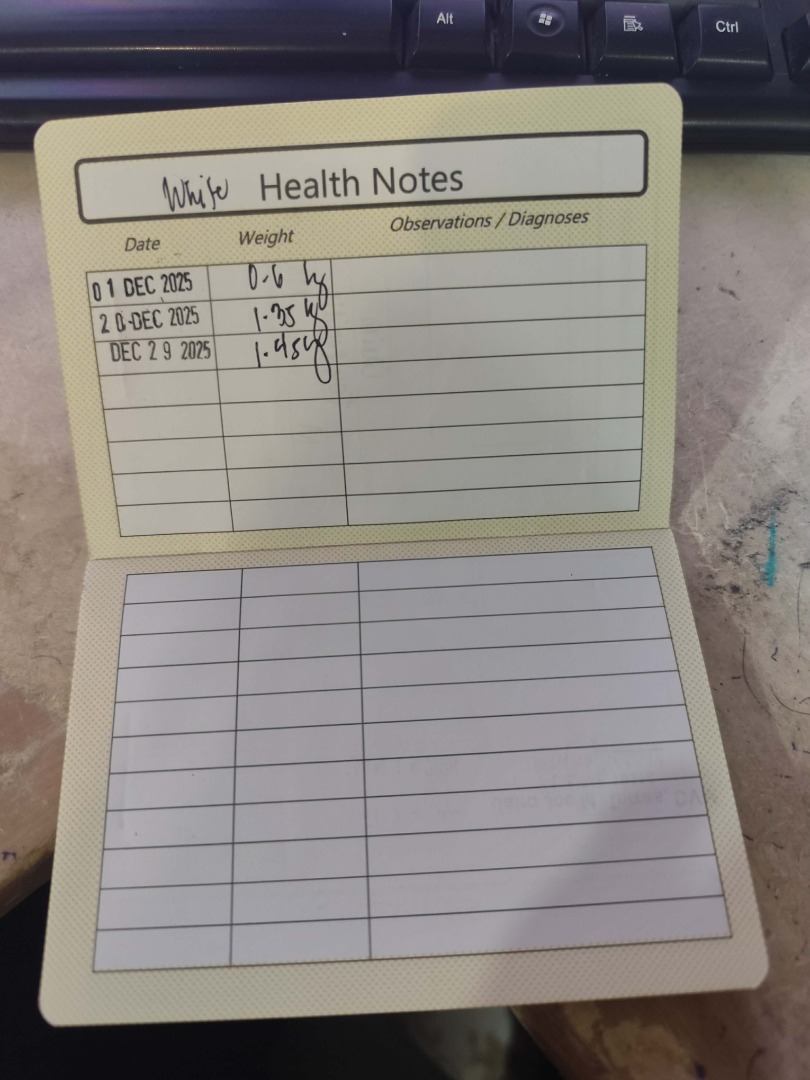 Alt
Ctrl
White Health Notes
Date Weight Observations / Diagnoses
01 DEC 2025 0.6 kg
20 DEC 2025 1.35 kg
DEC 29 2025 1.45 kg